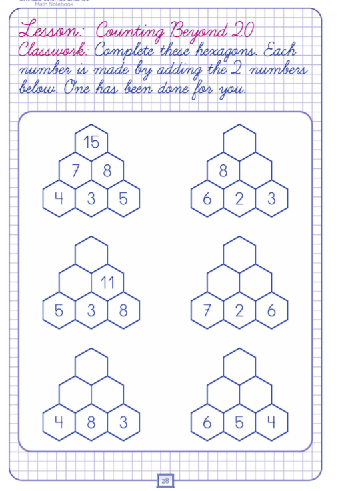 Math Notebook
Lesson: Counting Beyond 20
Classwork: Complete these hexagons. Each
number is made by adding the 2 numbers
below. One has been done for you.
15
7 8 8
4 3 5 6 2 3
11
5 3 8 7 2 6
4 8 3 6 5 4
28